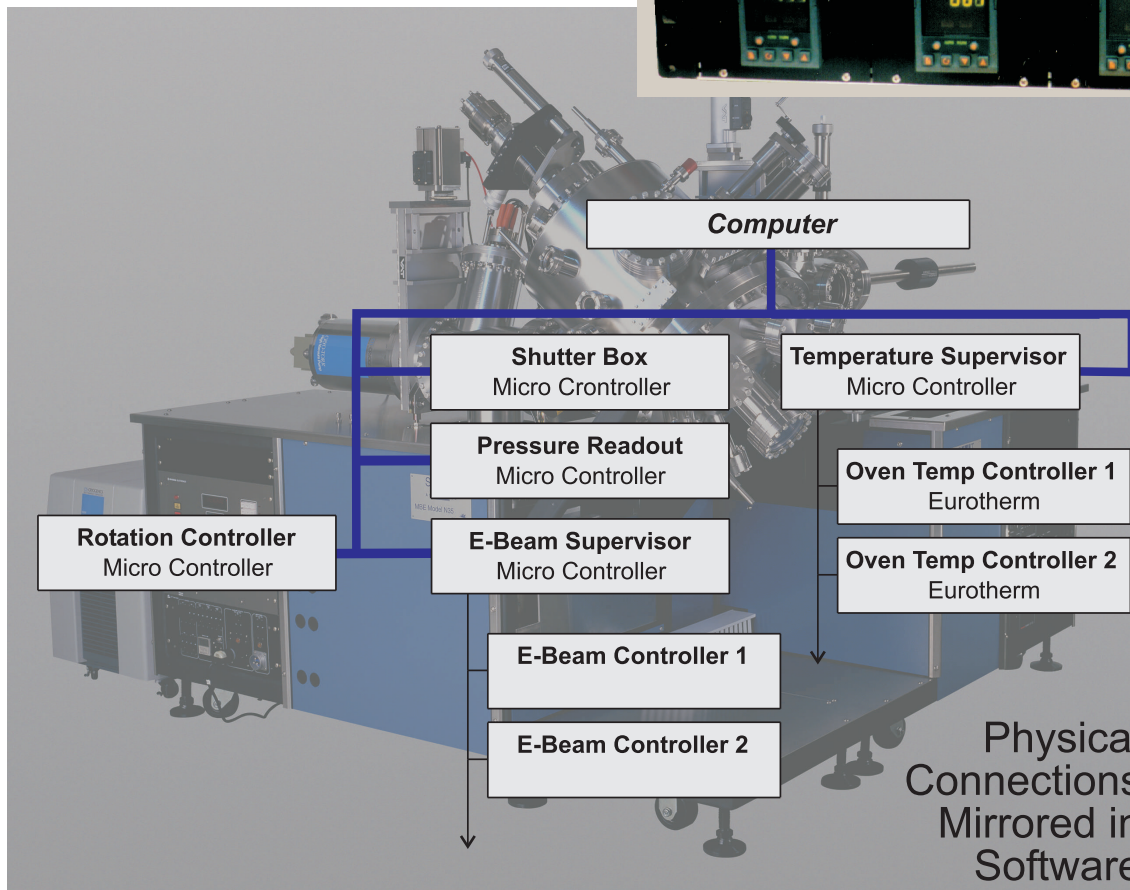 Computer
Shutter Box
Micro Crontroller
Temperature Supervisor
Micro Controller
Pressure Readout
Micro Controller
Oven Temp Controller 1
Eurotherm
Rotation Controller
Micro Controller
E-Beam Supervisor
Micro Controller
Oven Temp Controller 2
Eurotherm
E-Beam Controller 1
E-Beam Controller 2
Physica
Connections
Mirrored in
Software